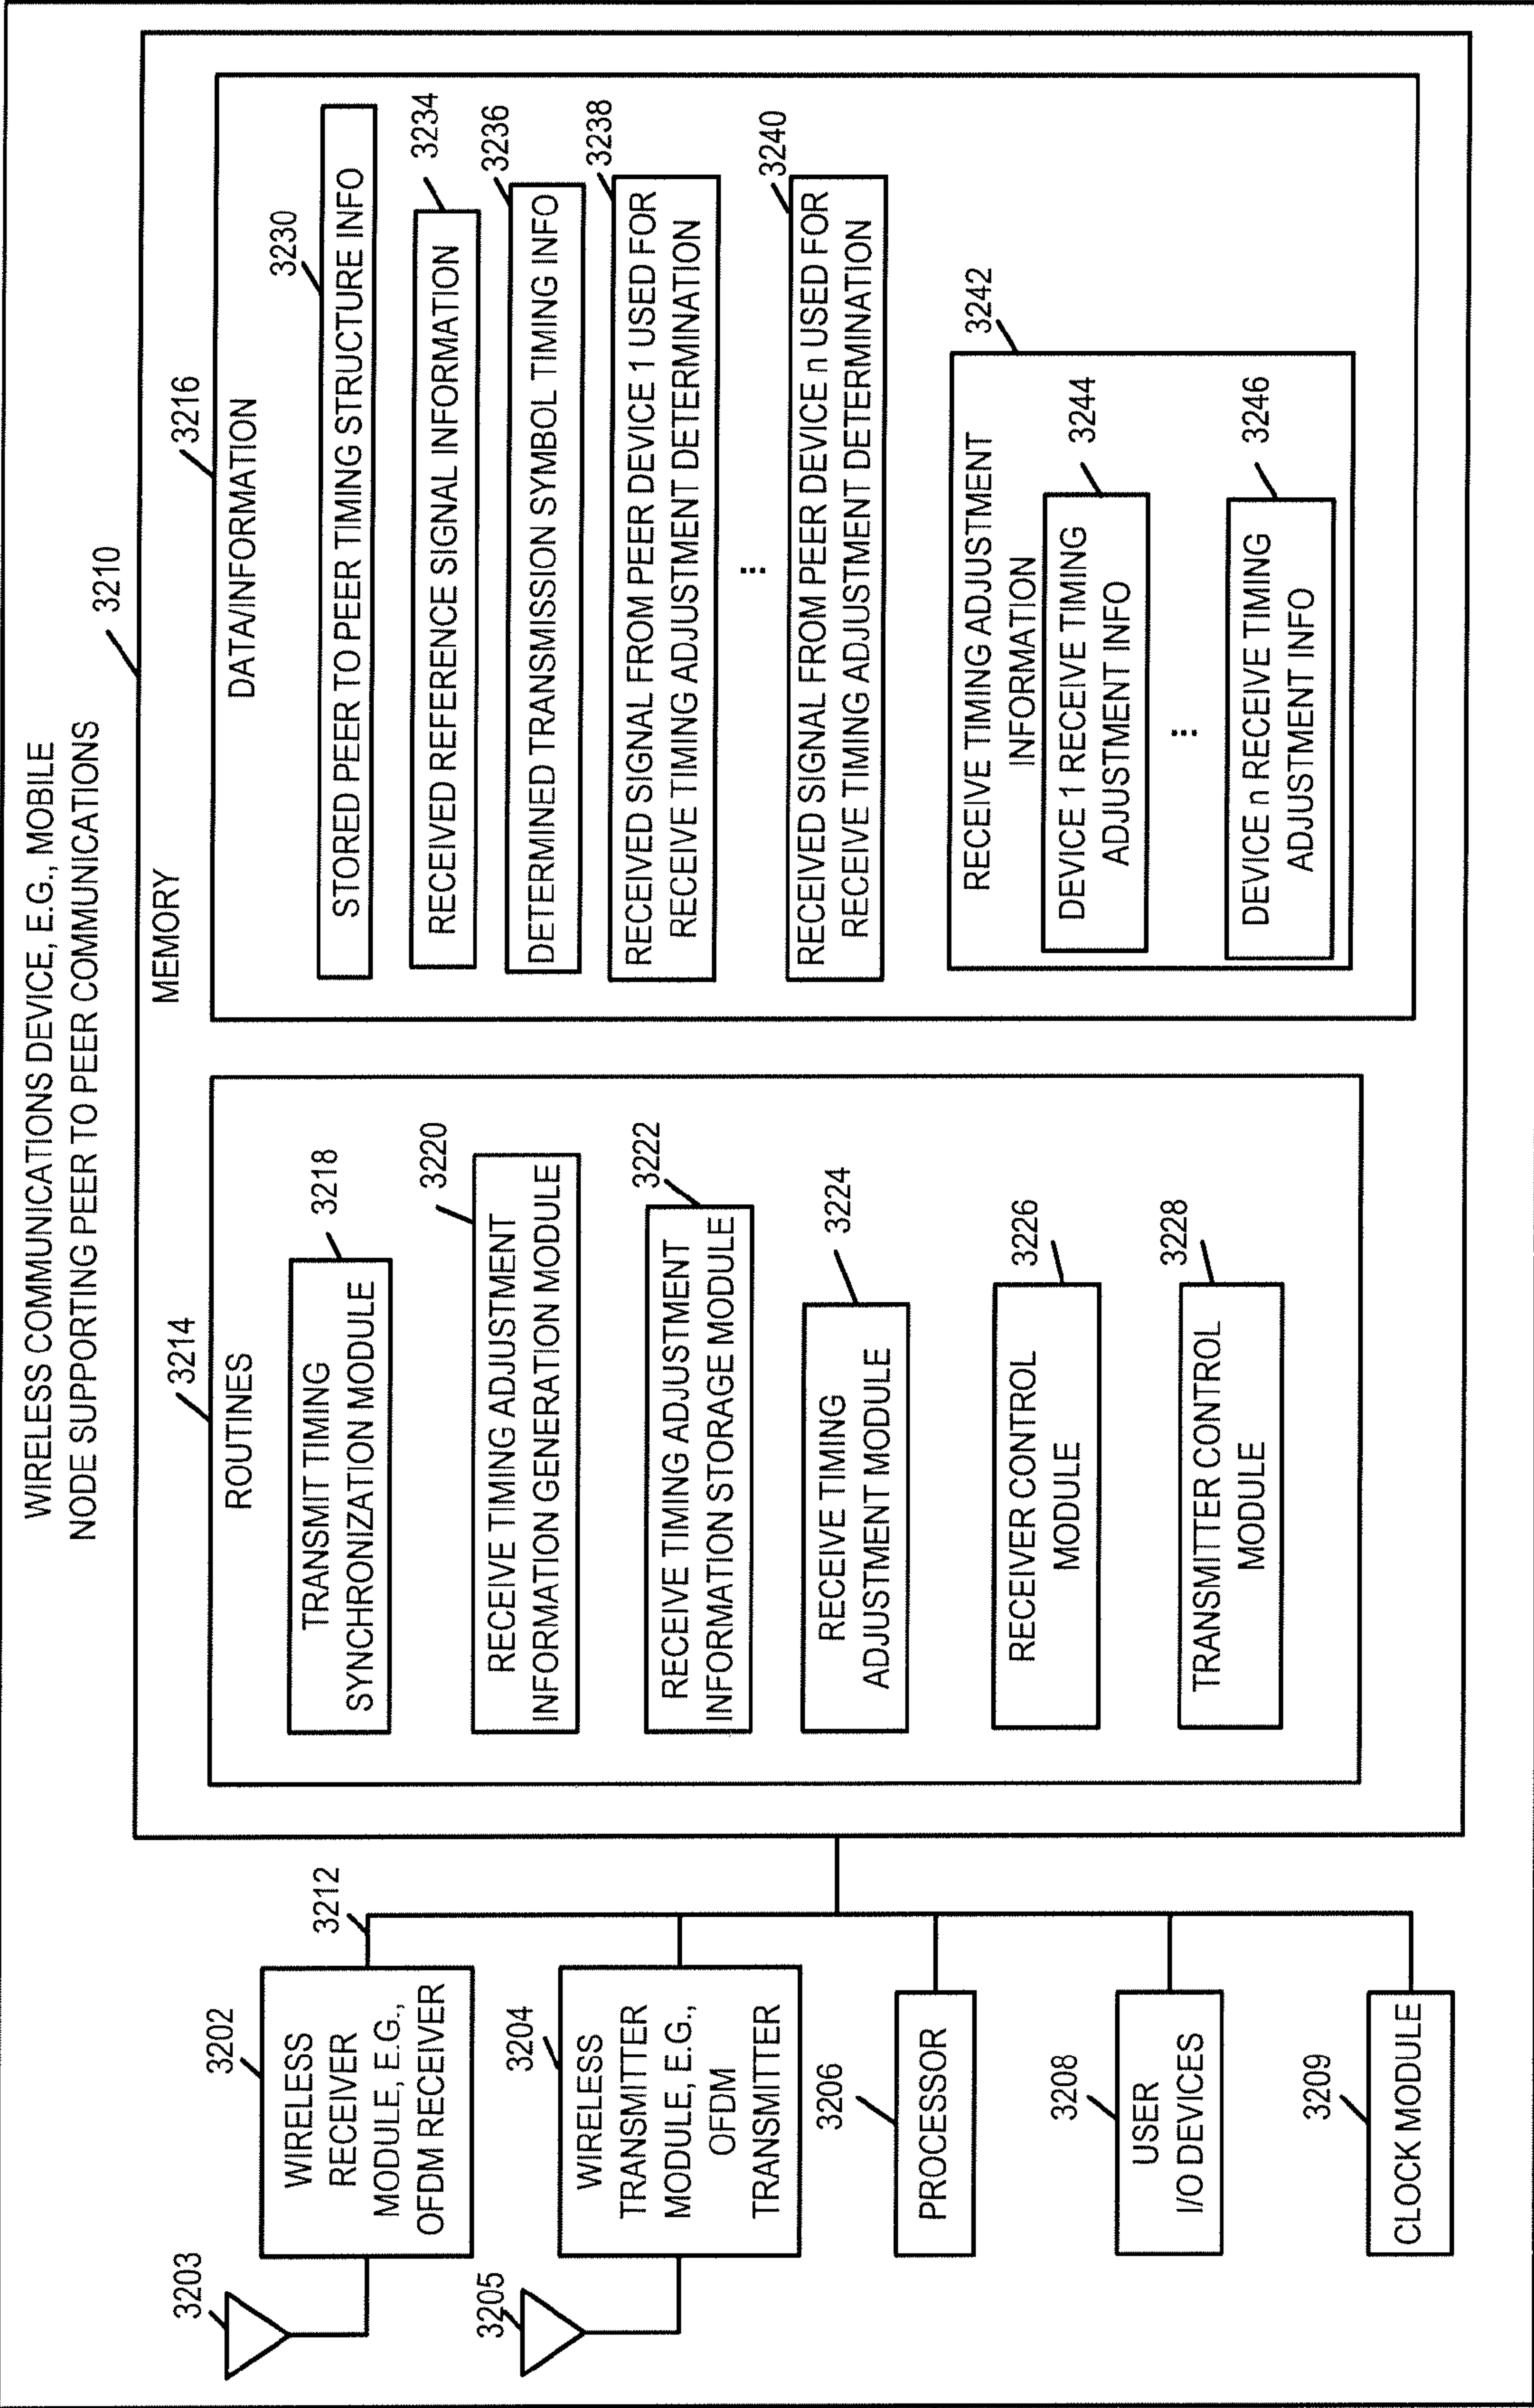 WIRELESS COMMUNICATIONS DEVICE, E.G., MOBILE
NODE SUPPORTING PEER TO PEER COMMUNICATIONS
3203
3202
WIRELESS
RECEIVER
MODULE, E.G.,
OFDM RECEIVER
3212
3205
3204
WIRELESS
TRANSMITTER
MODULE, E.G.,
OFDM
TRANSMITTER
3206
PROCESSOR
3208
USER
I/O DEVICES
3209
CLOCK MODULE
3210
MEMORY
3214
ROUTINES
3218
TRANSMIT TIMING
SYNCHRONIZATION MODULE
3220
RECEIVE TIMING ADJUSTMENT
INFORMATION GENERATION MODULE
3222
RECEIVE TIMING ADJUSTMENT
INFORMATION STORAGE MODULE
3224
RECEIVE TIMING
ADJUSTMENT MODULE
3226
RECEIVER CONTROL
MODULE
3228
TRANSMITTER CONTROL
MODULE
3216
DATA/INFORMATION
3230
STORED PEER TO PEER TIMING STRUCTURE INFO
3234
RECEIVED REFERENCE SIGNAL INFORMATION
3236
DETERMINED TRANSMISSION SYMBOL TIMING INFO
3238
RECEIVED SIGNAL FROM PEER DEVICE 1 USED FOR
RECEIVE TIMING ADJUSTMENT DETERMINATION
...
3240
RECEIVED SIGNAL FROM PEER DEVICE n USED FOR
RECEIVE TIMING ADJUSTMENT DETERMINATION
3242
RECEIVE TIMING ADJUSTMENT
INFORMATION
3244
DEVICE 1 RECEIVE TIMING
ADJUSTMENT INFO
...
3246
DEVICE n RECEIVE TIMING
ADJUSTMENT INFO